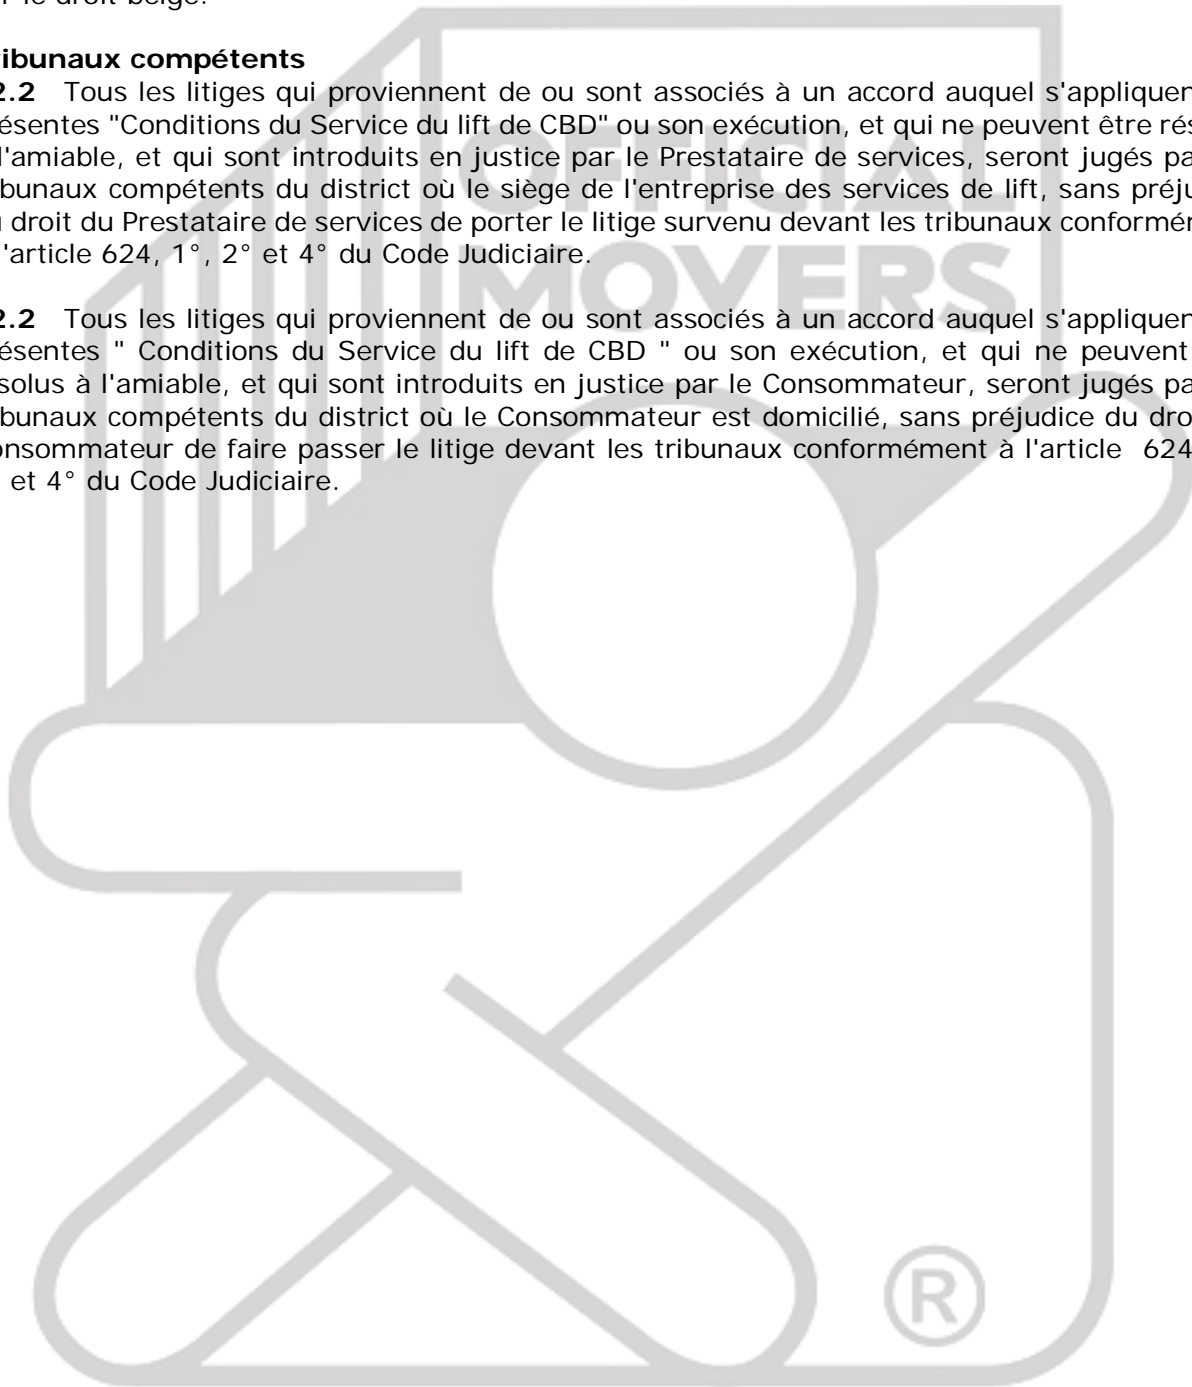 le droit belge.
ibunaux compétents
2.2 Tous les litiges qui proviennent de ou sont associés à un accord auquel s'appliquen
ésentes "Conditions du Service du lift de CBD" ou son exécution, et qui ne peuvent être rés
l'amiable, et qui sont introduits en justice par le Prestataire de services, seront jugés pa
ibunaux compétents du district où le siège de l'entreprise des services de lift, sans préju
u droit du Prestataire de services de porter le litige survenu devant les tribunaux conformém
l'article 624, 1°, 2° et 4° du Code Judiciaire.
2.2 Tous les litiges qui proviennent de ou sont associés à un accord auquel s'appliquen
ésentes " Conditions du Service du lift de CBD " ou son exécution, et qui ne peuvent
solus à l'amiable, et qui sont introduits en justice par le Consommateur, seront jugés pa
ibunaux compétents du district où le Consommateur est domicilié, sans préjudice du dro
onsommateur de faire passer le litige devant les tribunaux conformément à l'article 624
et 4° du Code Judiciaire.
OFFICIAL
MOVERS
®